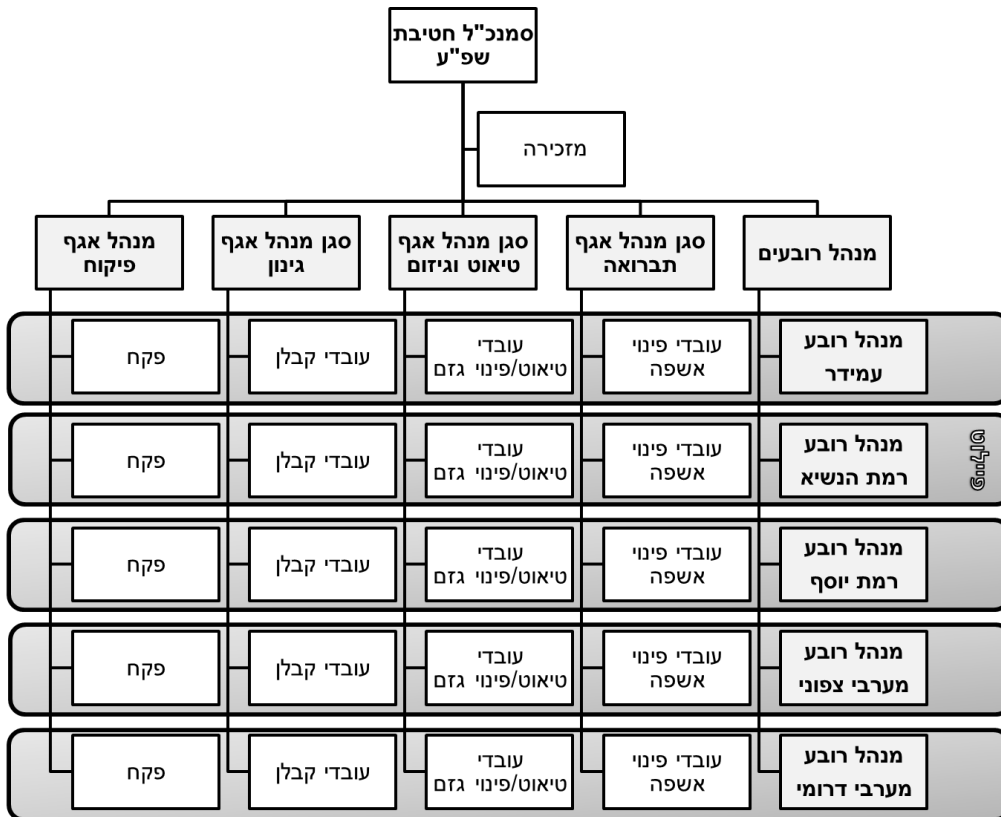 סמנכ"ל חטיבת
שפ"ע
מזכירה
מנהל רובעים
סגן מנהל אגף
תברואה
סגן מנהל אגף
טיאוט וגיזום
סגן מנהל אגף
גינון
מנהל אגף
פיקוח
מנהל רובע
עמידר
עובדי פינוי
אשפה
עובדי
טיאוט/פינוי גזם
עובדי קבלן
פקח
פיילוט
מנהל רובע
רמת הנשיא
עובדי פינוי
אשפה
עובדי
טיאוט/פינוי גזם
עובדי קבלן
פקח
מנהל רובע
רמת יוסף
עובדי פינוי
אשפה
עובדי
טיאוט/פינוי גזם
עובדי קבלן
פקח
מנהל רובע
מערבי צפוני
עובדי פינוי
אשפה
עובדי
טיאוט/פינוי גזם
עובדי קבלן
פקח
מנהל רובע
מערבי דרומי
עובדי פינוי
אשפה
עובדי
טיאוט/פינוי גזם
עובדי קבלן
פקח